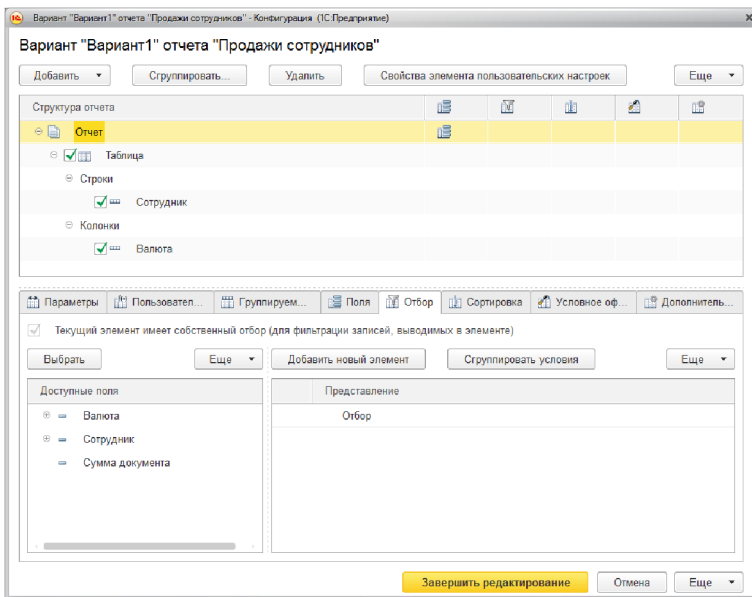 Вариант "Вариант1" отчета "Продажи сотрудников" - Конфигурация (1С:Предприятие)
Вариант "Вариант1" отчета "Продажи сотрудников"
Добавить Сгруппировать... Удалить Свойства элемента пользовательских настроек Еще
Структура отчета
Отчет
Таблица
Строки
Сотрудник
Колонки
Валюта
Параметры Пользовател... Группируем... Поля Отбор Сортировка Условное оф... Дополнитель...
Текущий элемент имеет собственный отбор (для фильтрации записей, выводимых в элементе)
Выбрать Еще Добавить новый элемент Сгруппировать условия Еще
Доступные поля Представление
Валюта Отбор
Сотрудник
Сумма документа
Завершить редактирование Отмена Еще